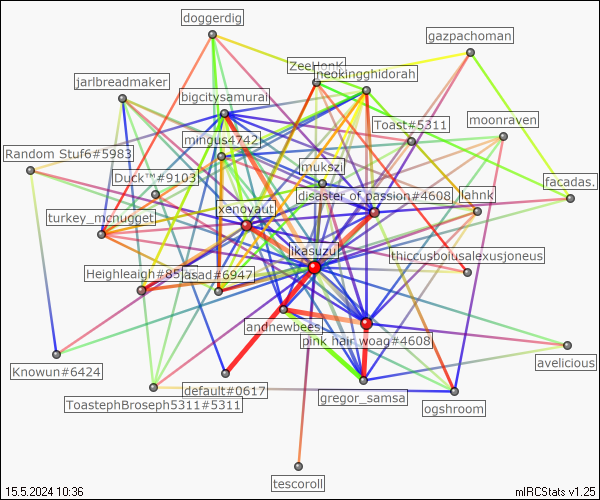 doggerdig
gazpachoman
ZeeHonK
neokingghidorah
jarlbreadmaker
bigcitysamurai
moonraven
Toast#5311
mingus4742
Random Stuf6#5983
mukszi
Duck™#9103
facadas.
disaster of passion#4608
lahnk
xenoyaut
turkey_mcnugget
ikasuzu
thiccusboiusalexusjoneus
Heighleaigh#85
asad#6947
andnewbees
pink hair woag#4608
avelicious
Knowun#6424
default#0617
gregor_samsa
ToastephBroseph5311#5311
ogshroom
tescoroll
15.5.2024 10:36
mIRCStats v1.25